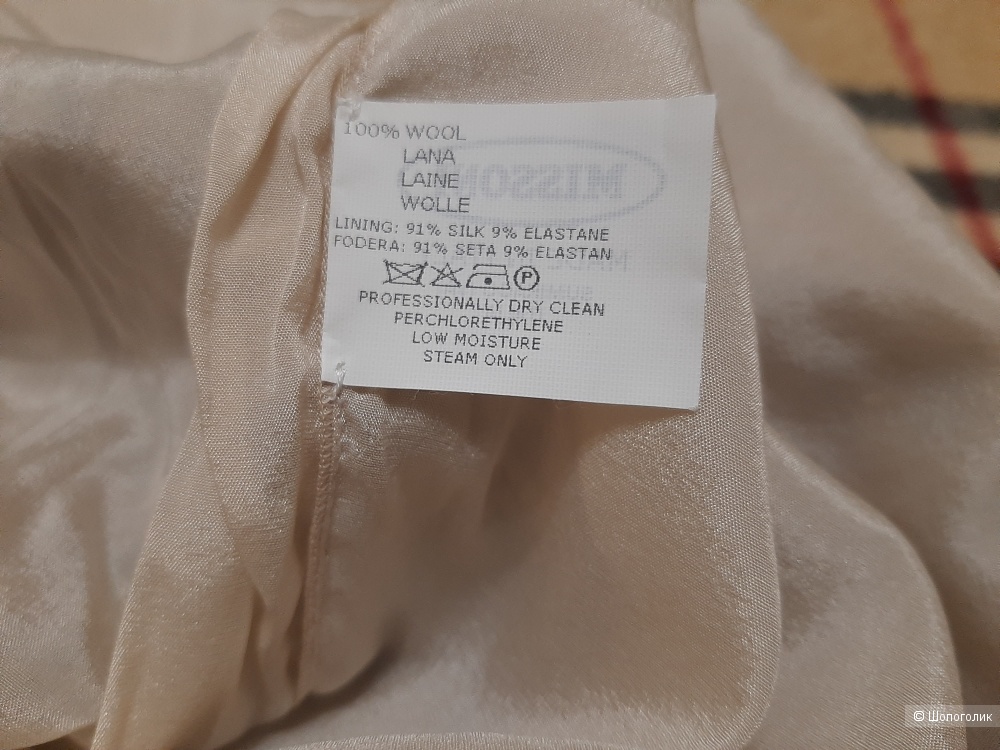 100% WOOL
LANA
LAINE
WOLLE
LINING: 91% SILK 9% ELASTANE
FODERA: 91% SETA 9% ELASTAN
P
PROFESSIONALLY DRY CLEAN
PERCHLORETHYLENE
LOW MOISTURE
STEAM ONLY
© Шопоголик